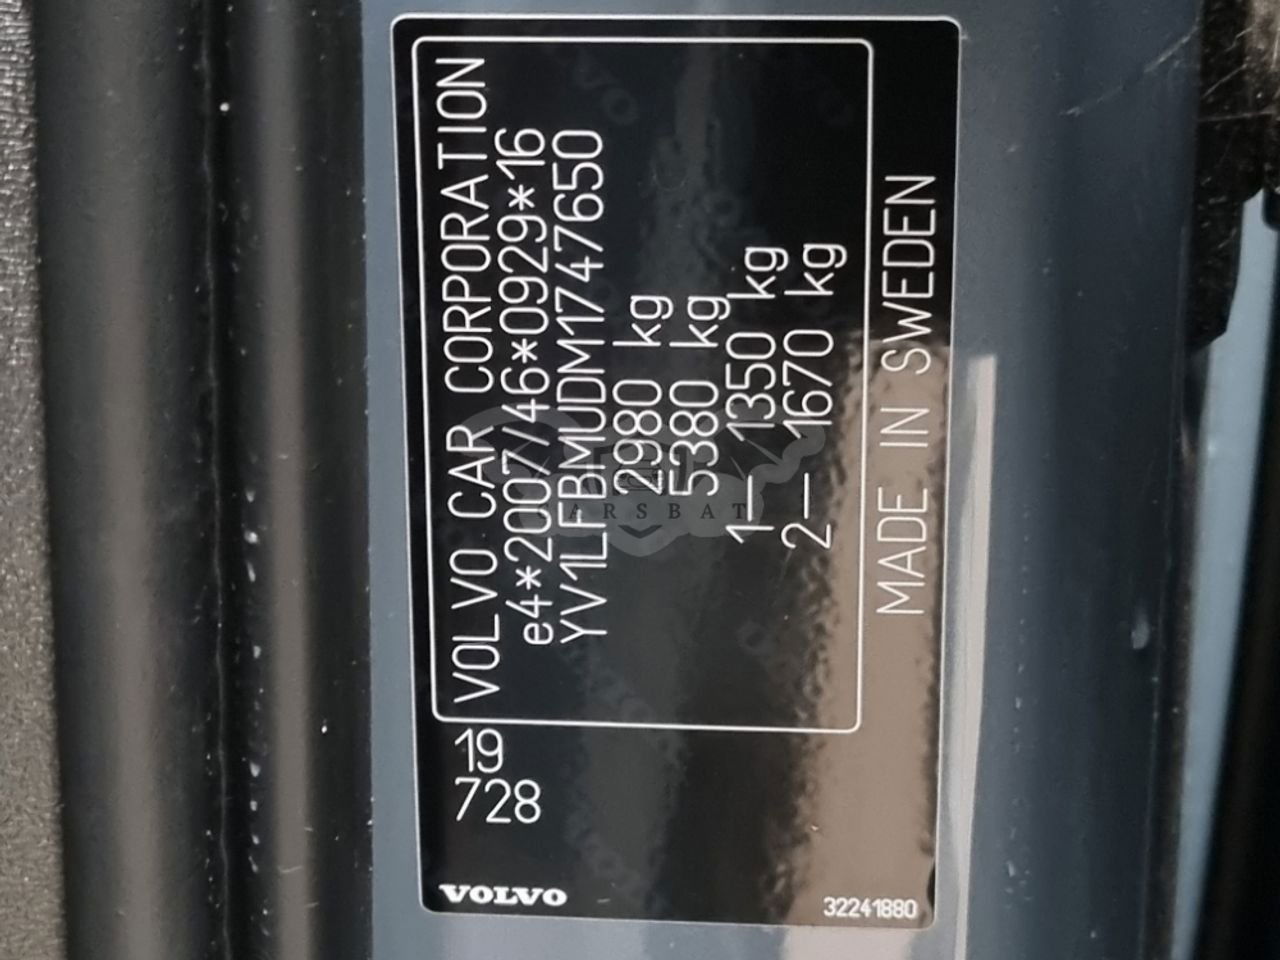 VOLVO CAR CORPORATION
e4*2007/46*0929*16
YV1LFBMUDM1747650
2980 kg
5380 kg
1— 1350 kg
2— 1670 kg
MADE IN SWEDEN
19
728
VOLVO
32241880
CARSBAT